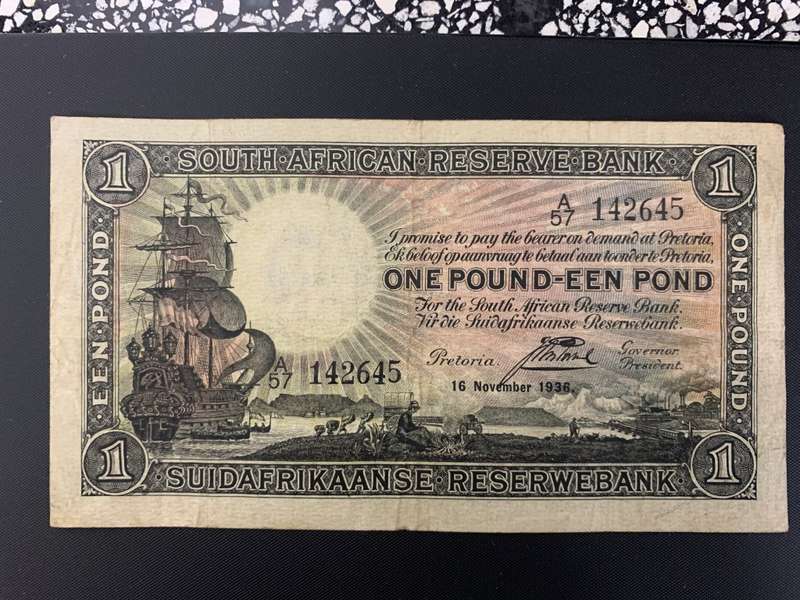 1 · SOUTH · AFRICAN · RESERVE · BANK · 1
A/57 142645
I promise to pay the bearer on demand at Pretoria,
Ek beloof op aanvraag te betaal aan toonder te Pretoria,
ONE POUND-EEN POND
For the South African Reserve Bank.
Vir die Suidafrikaanse Reserwebank.
Pretoria. Governor
President.
16 November 1936.
A/57 142645
· EEN · POND ·
· ONE · POUND ·
1 · SUIDAFRIKAANSE · RESERWEBANK · 1